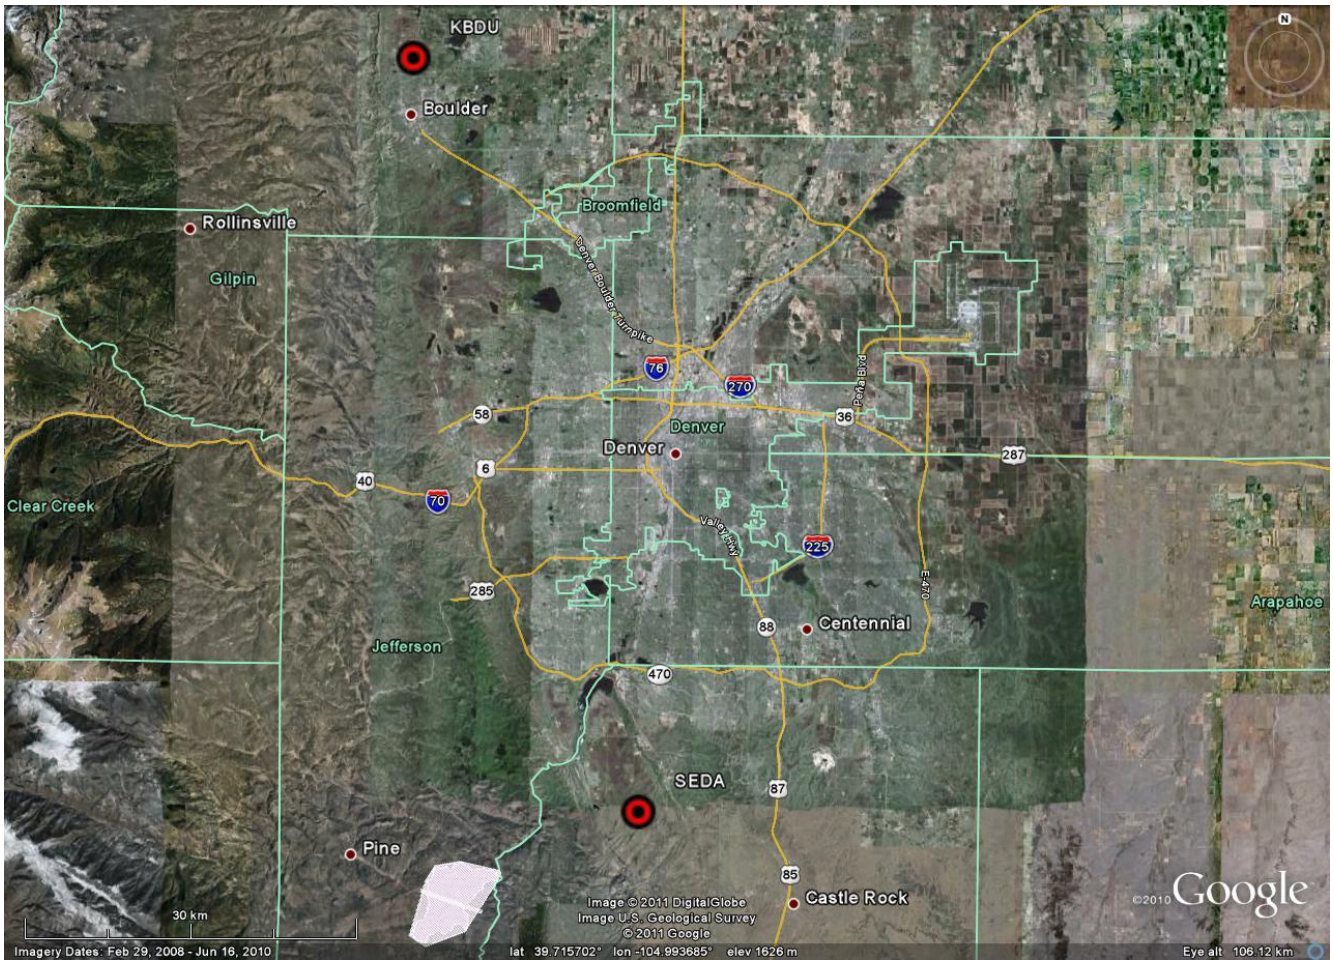 N
KBDU
Boulder
Broomfield
Rollinsville
Gilpin
Denver Boulder Turnpike
76
270
Peña Blvd
58
36
Denver
Denver
287
6
40
70
Clear Creek
Valley Hwy
225
E-470
285
Arapahoe
88
Centennial
Jefferson
470
SEDA
87
Pine
85
Castle Rock
©2010 Google
Image © 2011 DigitalGlobe
Image U.S. Geological Survey
© 2011 Google
30 km
Imagery Dates: Feb 29, 2008 - Jun 16, 2010
lat 39.715702° lon -104.993685° elev 1626 m
Eye alt 106.12 km